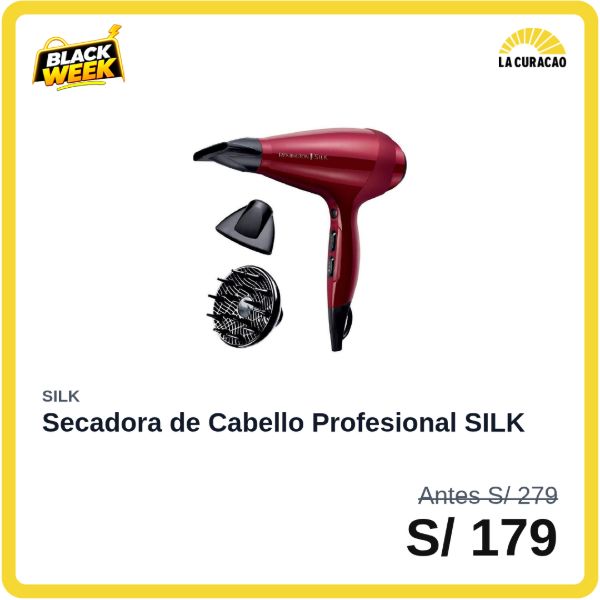 BLACK
WEEK
LA CURACAO
REMINGTON SILK
SILK
Secadora de Cabello Profesional SILK
Antes S/ 279
S/ 179